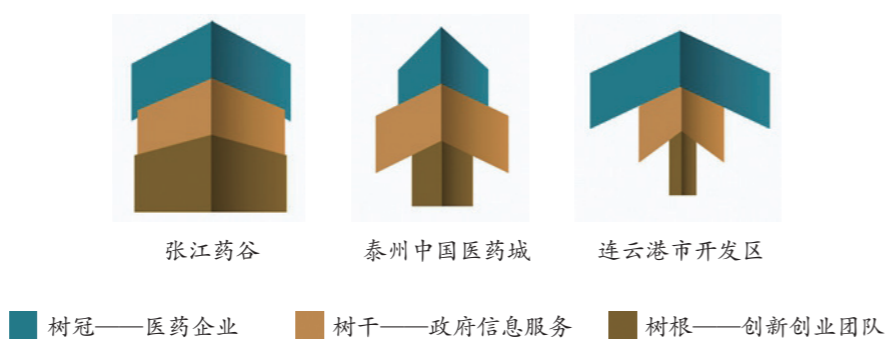 张江药谷 泰州中国医药城 连云港市开发区
树冠——医药企业 树干——政府信息服务 树根——创新创业团队